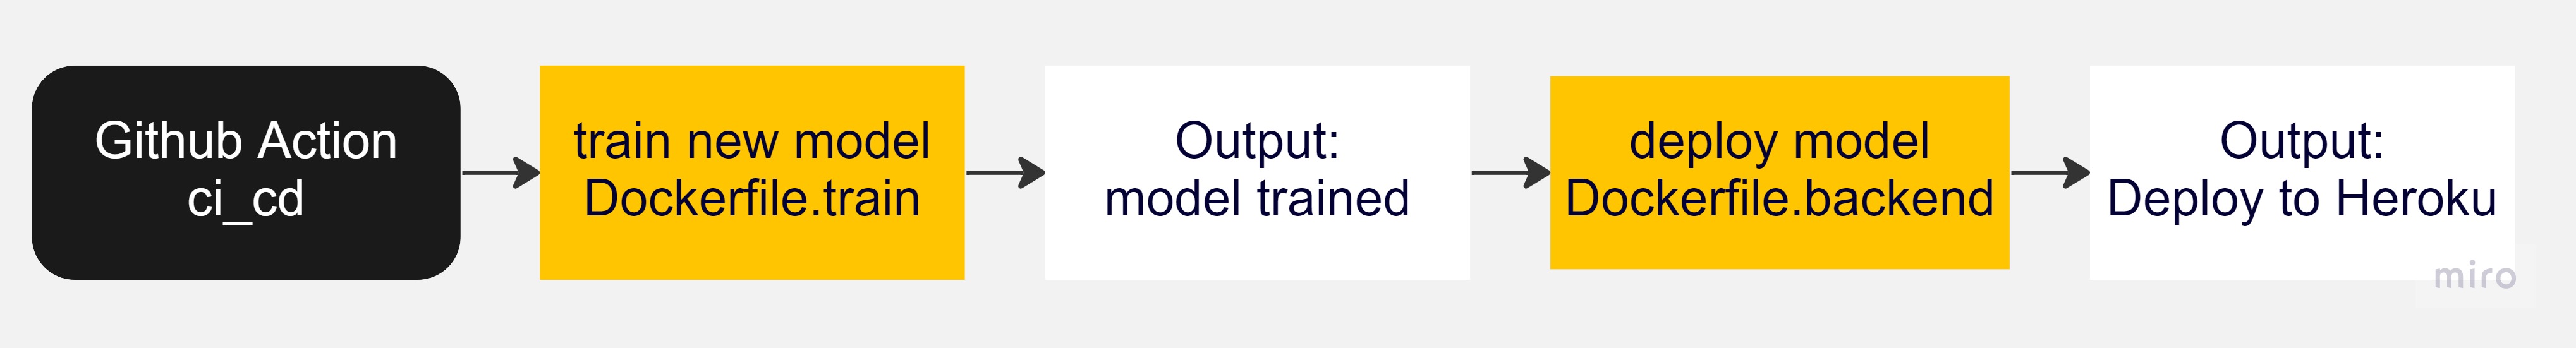 Github Action
ci_cd
train new model
Dockerfile.train
Output:
model trained
deploy model
Dockerfile.backend
Output:
Deploy to Heroku
miro